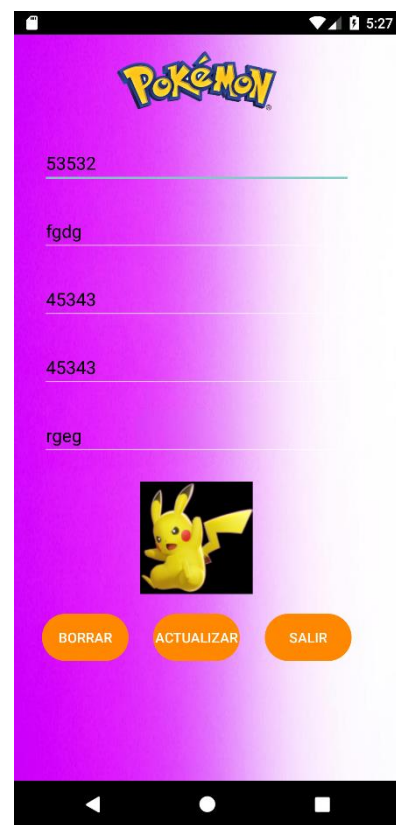 5:27
POKéMON
53532
fgdg
45343
45343
rgeg
BORRAR
ACTUALIZAR
SALIR